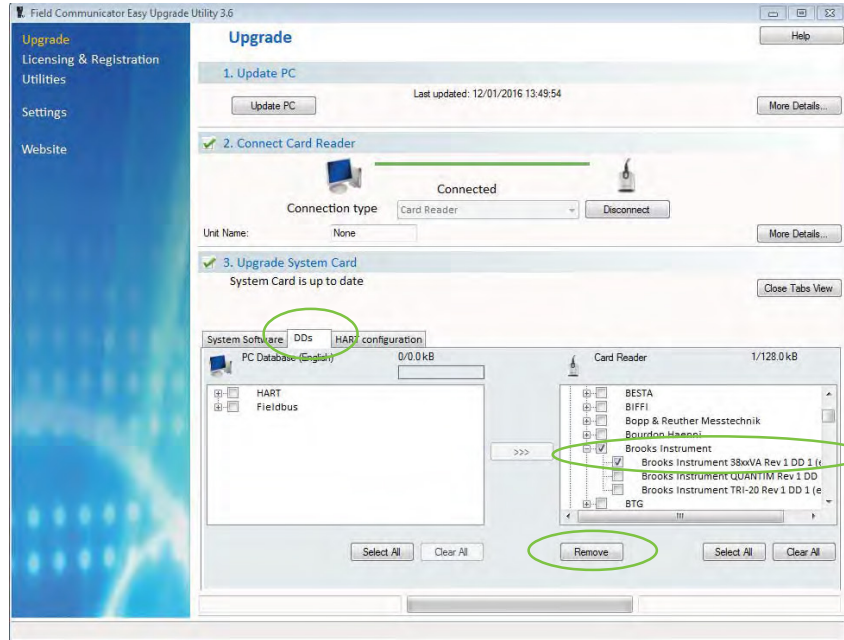 Field Communicator Easy Upgrade Utility 3.6
Upgrade
Licensing & Registration
Utilities
Settings
Website
Upgrade
Help
1. Update PC
Last updated: 12/01/2016 13:49:54
Update PC
More Details...
2. Connect Card Reader
Connected
Connection type
Card Reader
Disconnect
Unit Name:
None
More Details...
3. Upgrade System Card
System Card is up to date
Close Tabs View
System Software
DDs
HART configuration
PC Database (English)
0/0.0 kB
Card Reader
1/128.0 kB
HART
Fieldbus
>>>
BESTA
BIFFI
Bopp & Reuther Messtechnik
Bourdon Haenni
Brooks Instrument
Brooks Instrument 38xxVA Rev 1 DD 1 (e
Brooks Instrument QUANTIM Rev 1 DD
Brooks Instrument TRI-20 Rev 1 DD 1 (e
BTG
Select All
Clear All
Remove
Select All
Clear All